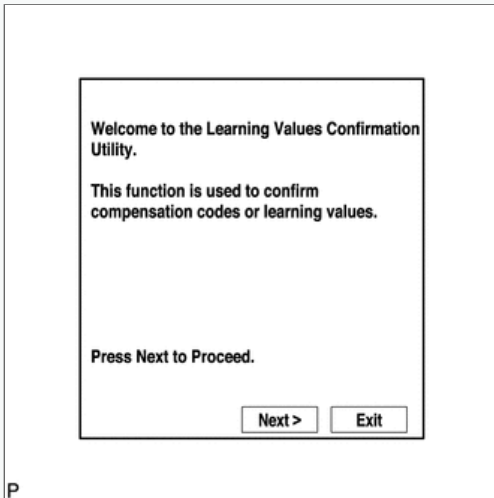 Welcome to the Learning Values Confirmation
Utility.
This function is used to confirm
compensation codes or learning values.
Press Next to Proceed.
Next > Exit
P